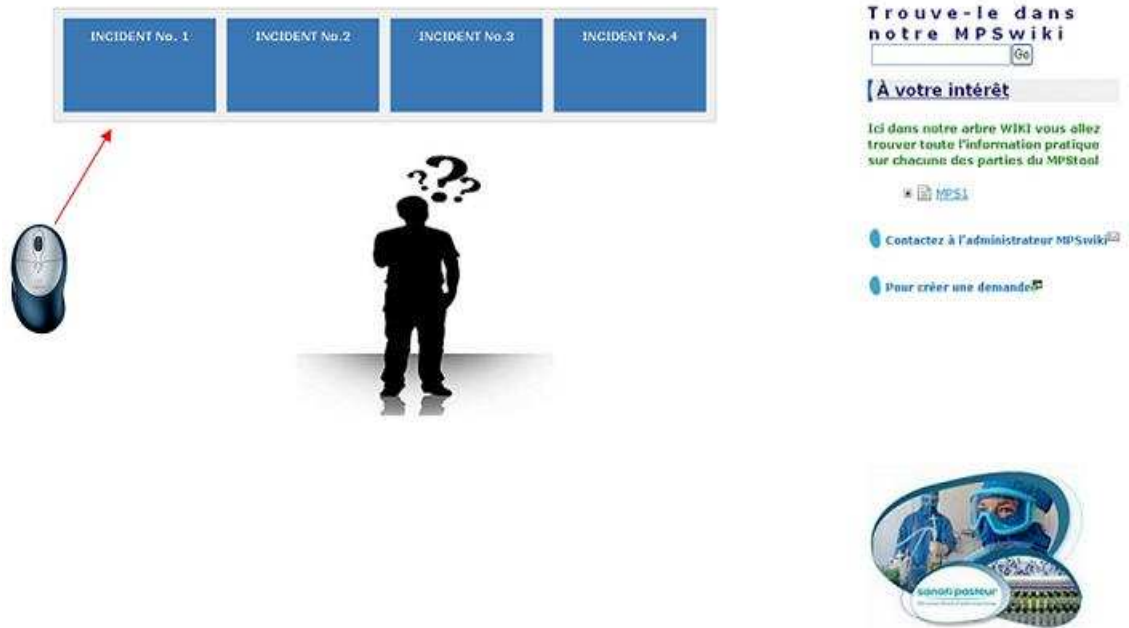 INCIDENT No. 1
INCIDENT No.2
INCIDENT No.3
INCIDENT No.4
Trouve-le dans
notre MPSwiki
Go
À votre intérêt
Ici dans notre arbre WIKI vous allez
trouver toute l'information pratique
sur chacune des parties du MPStool
MPS1
Contactez à l'administrateur MPSwiki
Pour créer une demande
sanofi pasteur